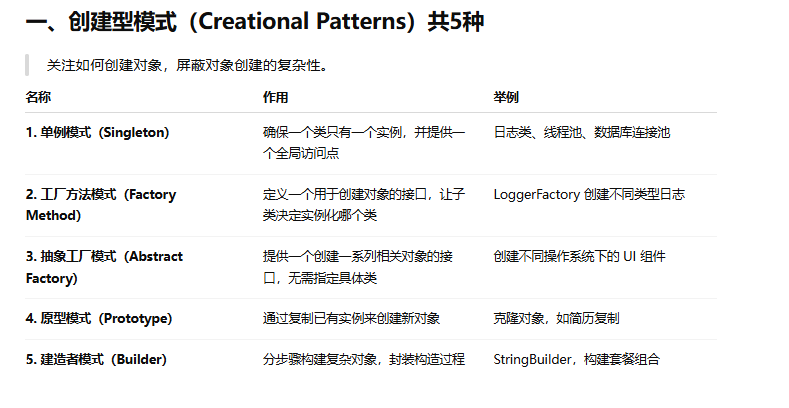 一、创建型模式（Creational Patterns）共5种
关注如何创建对象，屏蔽对象创建的复杂性。
名称 作用 举例
1. 单例模式（Singleton） 确保一个类只有一个实例，并提供一 日志类、线程池、数据库连接池
个全局访问点
2. 工厂方法模式（Factory 定义一个用于创建对象的接口，让子 LoggerFactory 创建不同类型日志
Method） 类决定实例化哪个类
3. 抽象工厂模式（Abstract 提供一个创建一系列相关对象的接 创建不同操作系统下的 UI 组件
Factory） 口，无需指定具体类
4. 原型模式（Prototype） 通过复制已有实例来创建新对象 克隆对象，如简历复制
5. 建造者模式（Builder） 分步骤构建复杂对象，封装构造过程 StringBuilder，构建套餐组合